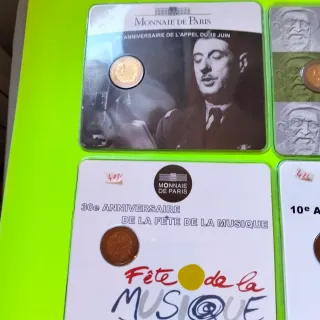 MONNAIE DE PARIS
ANNIVERSAIRE DE L'APPEL DU 18 JUIN
MONNAIE
DE PARIS
30e ANNIVERSAIRE
DE LA FÊTE DE LA MUSIQUE
10e A
Fête de la
MUSIQUE